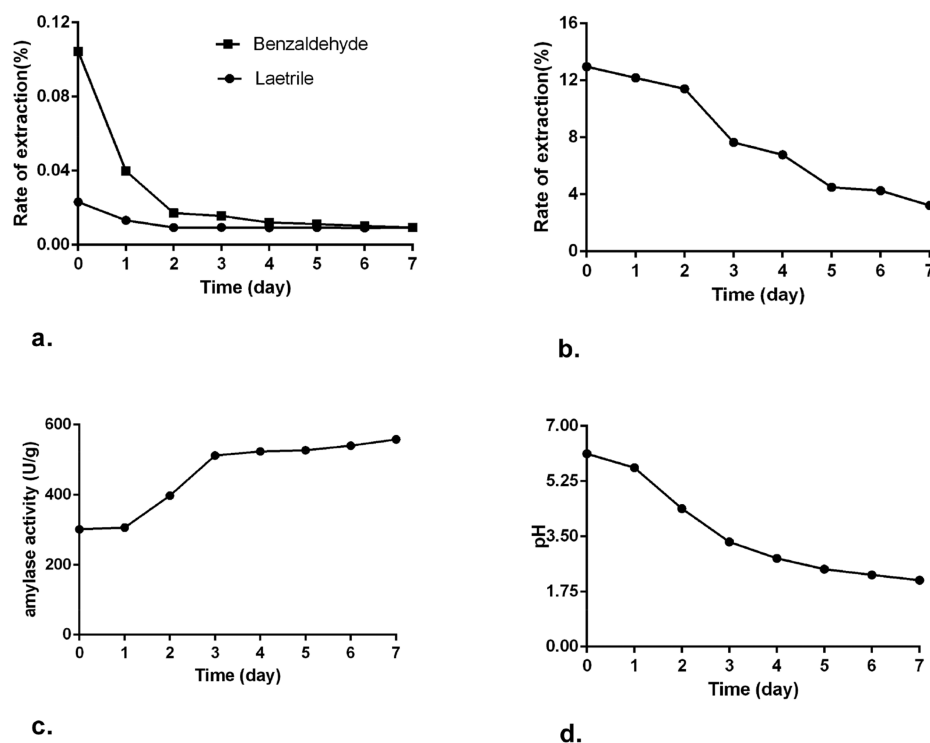 Rate of extraction(%)
0.12
0.08
0.04
0.00
Benzaldehyde
Laetrile
0 1 2 3 4 5 6 7
Time (day)
a.
Rate of extraction(%)
16
12
8
4
0
0 1 2 3 4 5 6 7
Time (day)
b.
amylase activity (U/g)
600
400
200
0
0 1 2 3 4 5 6 7
Time (day)
c.
pH
7.00
5.25
3.50
1.75
0.00
0 1 2 3 4 5 6 7
Time (day)
d.